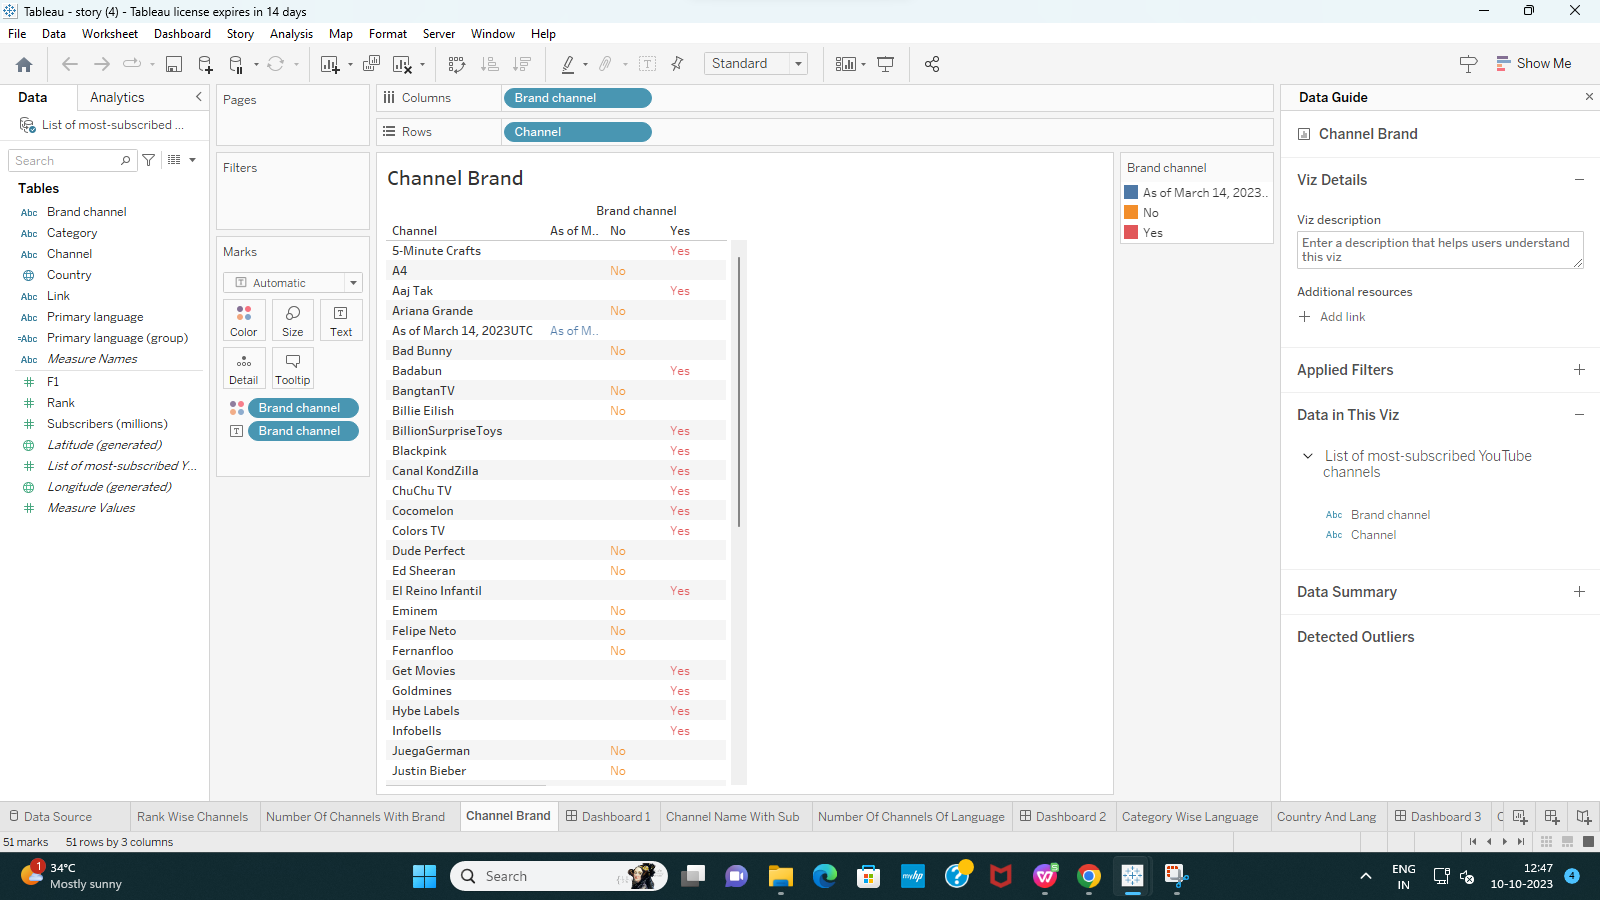 Tableau - story (4) - Tableau license expires in 14 days
File Data Worksheet Dashboard Story Analysis Map Format Server Window Help
Standard
Show Me
Data Analytics
List of most-subscribed ...
Search
Tables
Abc Brand channel
Abc Category
Abc Channel
Country
Abc Link
Abc Primary language
=Abc Primary language (group)
Abc Measure Names
F1
Rank
Subscribers (millions)
Latitude (generated)
List of most-subscribed Y...
Longitude (generated)
Measure Values
Pages
Filters
Marks
Automatic
Color Size Text
Detail Tooltip
Brand channel
Brand channel
Columns Brand channel
Rows Channel
Channel Brand
Brand channel
Channel As of M.. No Yes
5-Minute Crafts Yes
A4 No
Aaj Tak Yes
Ariana Grande No
As of March 14, 2023UTC As of M..
Bad Bunny No
Badabun Yes
BangtanTV No
Billie Eilish No
BillionSurpriseToys Yes
Blackpink Yes
Canal KondZilla Yes
ChuChu TV Yes
Cocomelon Yes
Colors TV Yes
Dude Perfect No
Ed Sheeran No
El Reino Infantil Yes
Eminem No
Felipe Neto No
Fernanfloo No
Get Movies Yes
Goldmines Yes
Hybe Labels Yes
Infobells Yes
JuegaGerman No
Justin Bieber No
Brand channel
As of March 14, 2023..
No
Yes
Data Guide
Channel Brand
Viz Details
Viz description
Enter a description that helps users understand
this viz
Additional resources
Add link
Applied Filters
Data in This Viz
List of most-subscribed YouTube
channels
Abc Brand channel
Abc Channel
Data Summary
Detected Outliers
Data Source Rank Wise Channels Number Of Channels With Brand Channel Brand Dashboard 1 Channel Name With Sub Number Of Channels Of Language Dashboard 2 Category Wise Language Country And Lang Dashboard 3
51 marks 51 rows by 3 columns
1
34°C
Mostly sunny
Search
myhp
5
ENG
IN
12:47
10-10-2023
4